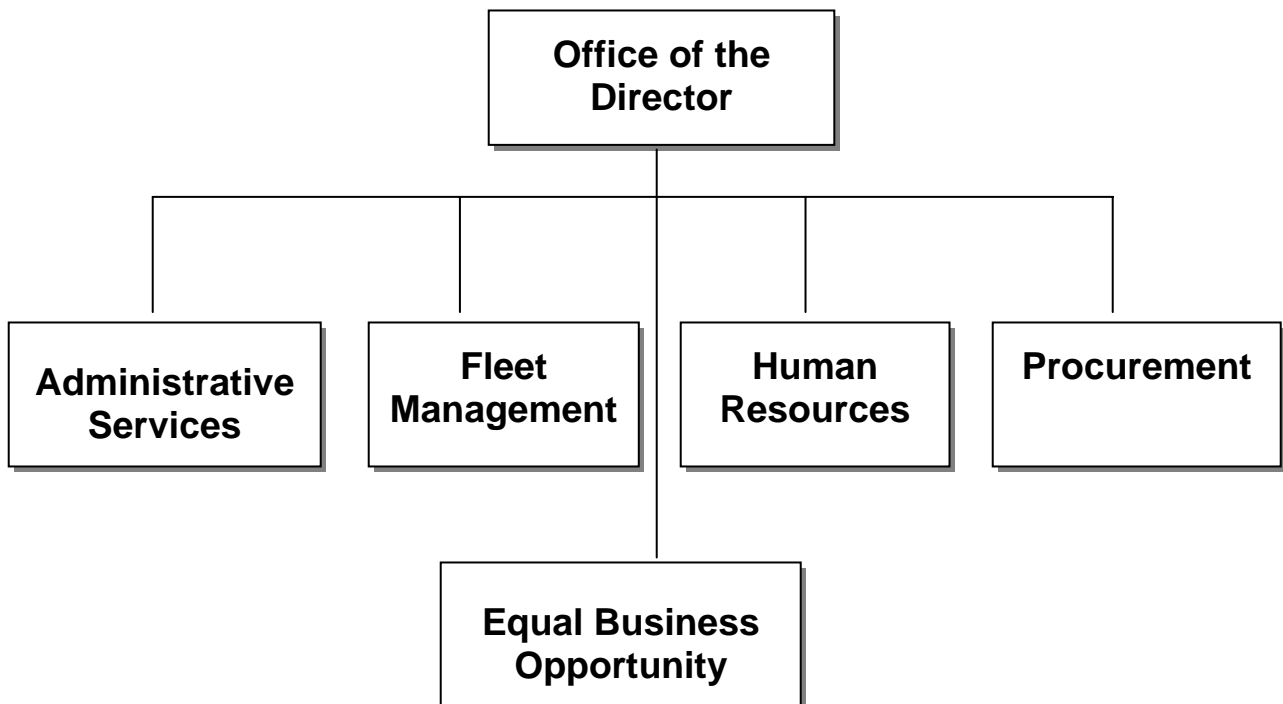 Office of the
Director
Administrative
Services
Fleet
Management
Human
Resources
Procurement
Equal Business
Opportunity